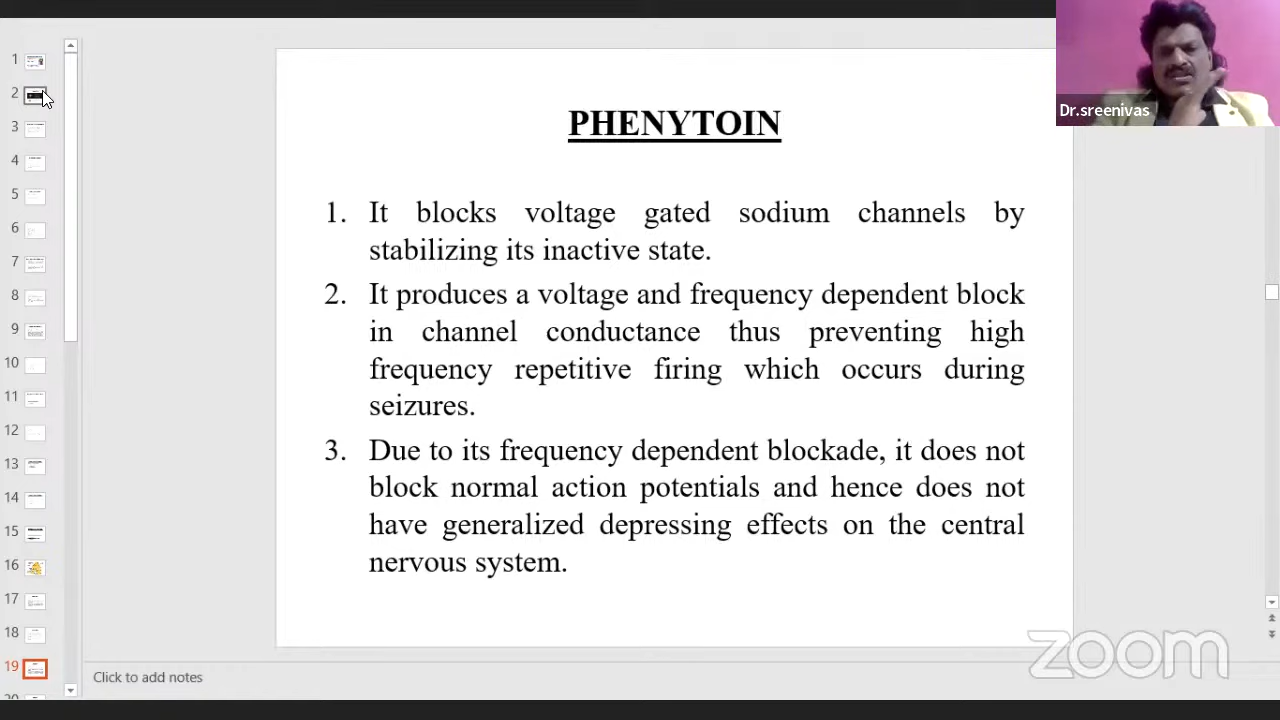 1
2
3
4
5
6
7
8
9
10
11
12
13
14
15
16
17
18
19
PHENYTOIN
1. It blocks voltage gated sodium channels by
stabilizing its inactive state.
2. It produces a voltage and frequency dependent block
in channel conductance thus preventing high
frequency repetitive firing which occurs during
seizures.
3. Due to its frequency dependent blockade, it does not
block normal action potentials and hence does not
have generalized depressing effects on the central
nervous system.
Dr.sreenivas
zoom
Click to add notes